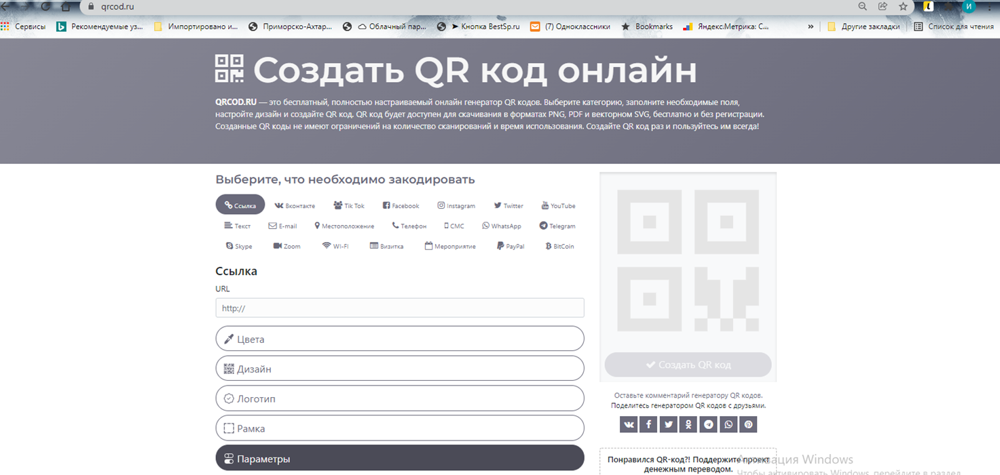 qrcod.ru
И
Сервисы Рекомендуемые уз... Импортировано и... Приморско-Ахтар... Облачный пар... Кнопка BestSp.ru (7) Одноклассники Bookmarks Яндекс.Метрика: С... » Другие закладки Список для чтения
Создать QR код онлайн
QRCOD.RU — это бесплатный, полностью настраиваемый онлайн генератор QR кодов. Выберите категорию, заполните необходимые поля,
настройте дизайн и создайте QR код. QR код будет доступен для скачивания в форматах PNG, PDF и векторном SVG, бесплатно и без регистрации.
Созданные QR коды не имеют ограничений на количество сканирований и время использования. Создайте QR код раз и пользуйтесь им всегда!
Выберите, что необходимо закодировать
Ссылка Вконтакте Tik Tok Facebook Instagram Twitter YouTube
Текст E-mail Местоположение Телефон СМС WhatsApp Telegram
Skype Zoom WI-FI Визитка Мероприятие PayPal BitCoin
Ссылка
URL
http://
Цвета
Дизайн
Логотип
Рамка
Параметры
Создать QR код
Оставьте комментарий генератору QR кодов.
Поделитесь генератором QR кодов с друзьями.
Понравился QR-код?! Поддержите проект
денежным переводом.
Активация Windows
Чтобы активировать Windows, перейдите в раздел